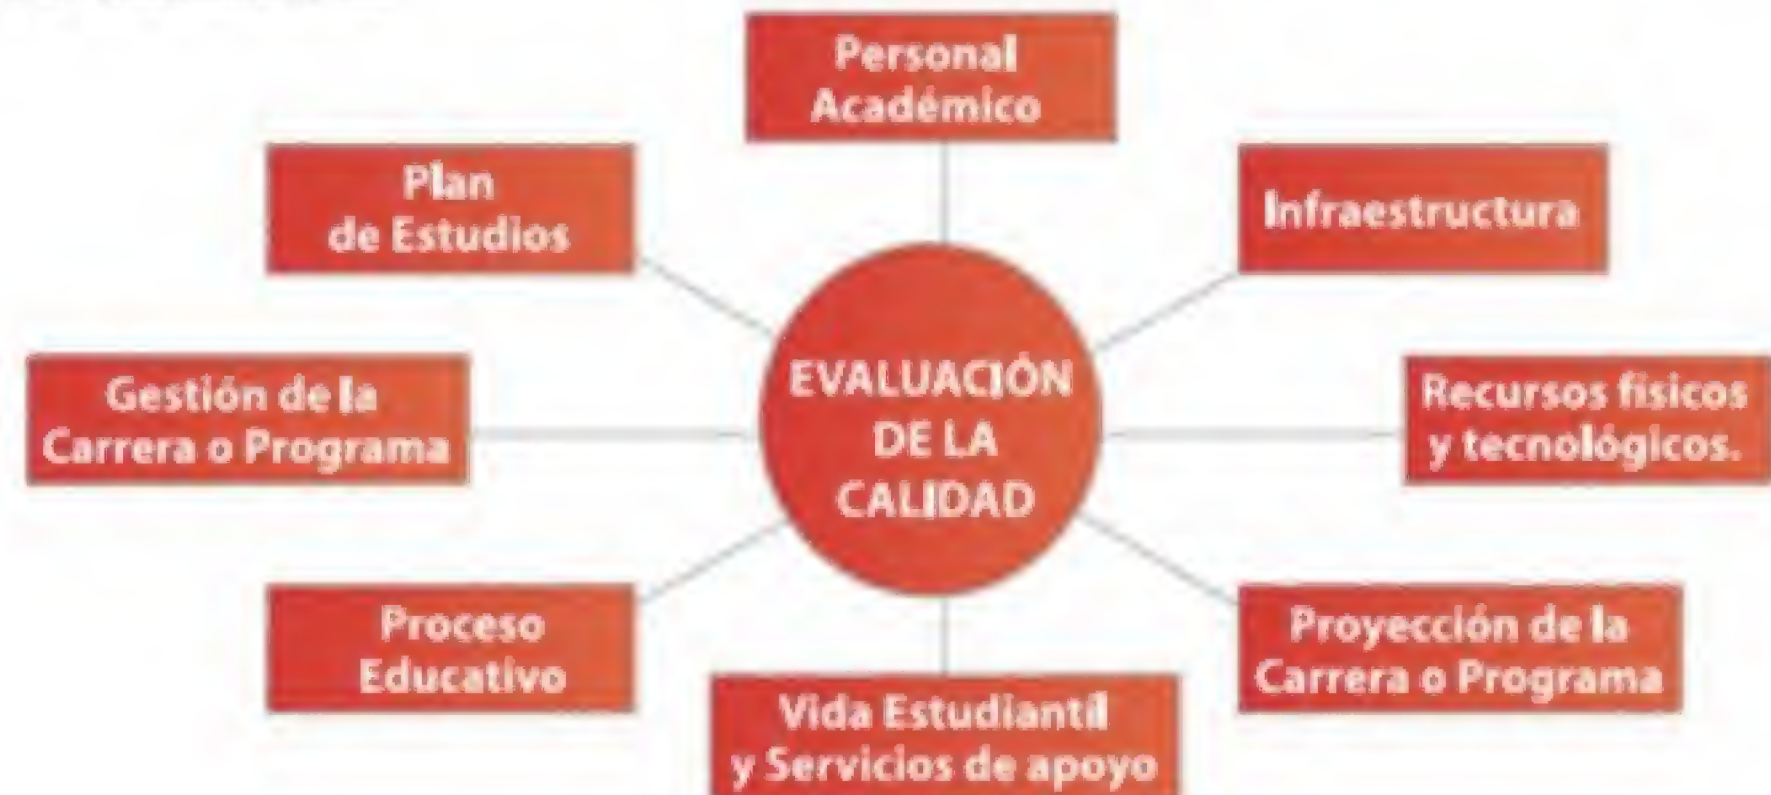 Personal
Académico
Plan
de Estudios
Infraestructura
Gestión de la
Carrera o Programa
EVALUACIÓN
DE LA
CALIDAD
Recursos físicos
y tecnológicos.
Proceso
Educativo
Proyección de la
Carrera o Programa
Vida Estudiantil
y Servicios de apoyo